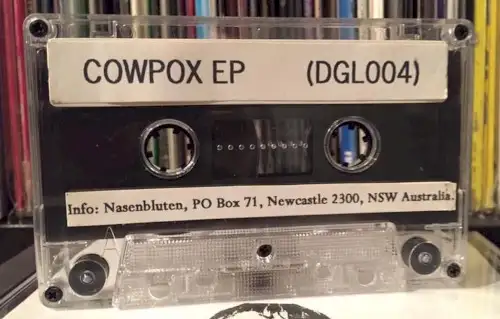 COWPOX EP (DGL004)
Info: Nasenbluten, PO Box 71, Newcastle 2300, NSW Australia.
A